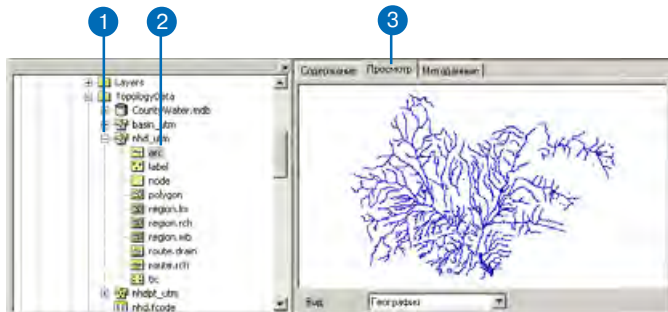 1 2 3
Содержание Просмотр Метаданные
Layers
TopologyData
CountyWater.mdb
basin_utm
nhd_utm
arc
label
node
polygon
region.lm
region.rch
region.wb
route.drain
route.rch
tic
nhdpt_utm
nhd.fcode
Вид: География